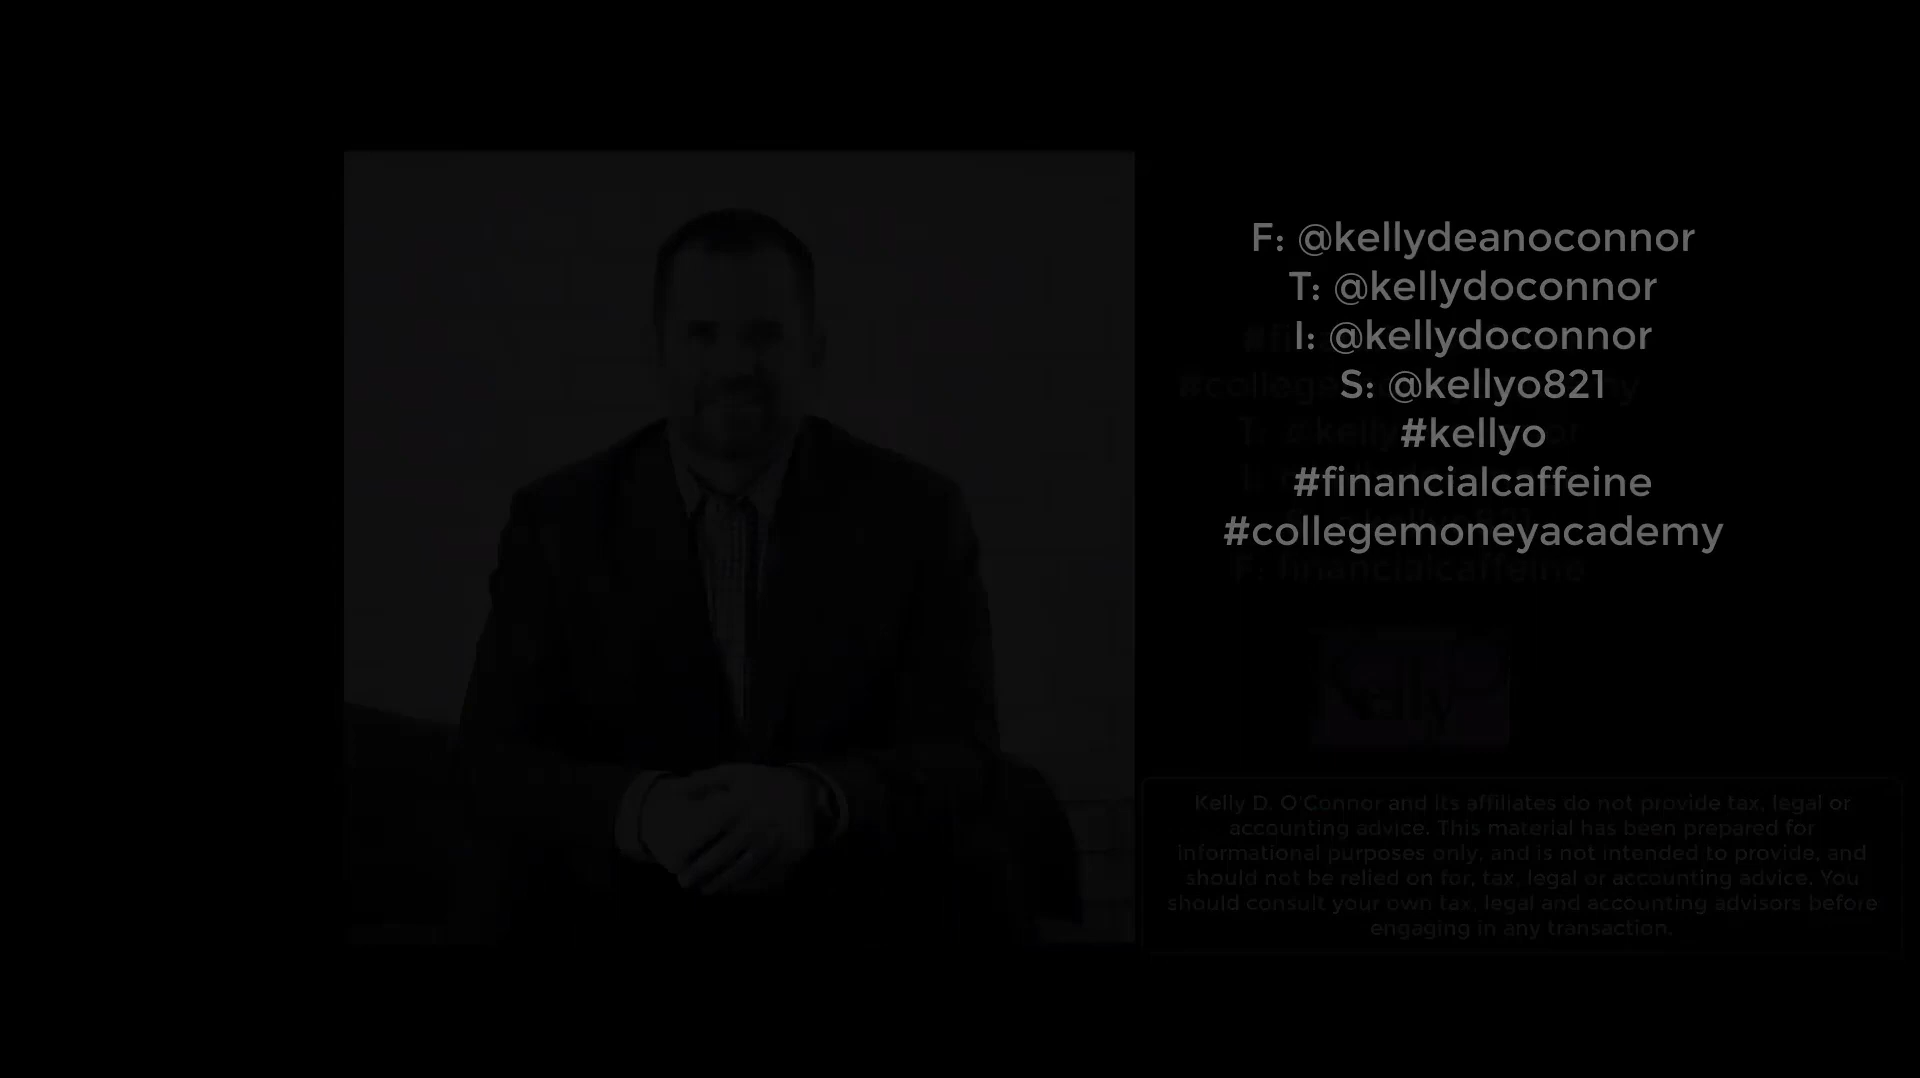 F: @kellydeanoconnor
T: @kellydoconnor
I: @kellydoconnor
S: @kellyo821
#kellyo
#financialcaffeine
#collegemoneyacademy
F: financialcaffeine
Kelly
Kelly D. O'Connor and its affiliates do not provide tax, legal or
accounting advice. This material has been prepared for
informational purposes only, and is not intended to provide, and
should not be relied on for, tax, legal or accounting advice. You
should consult your own tax, legal and accounting advisors before
engaging in any transaction.